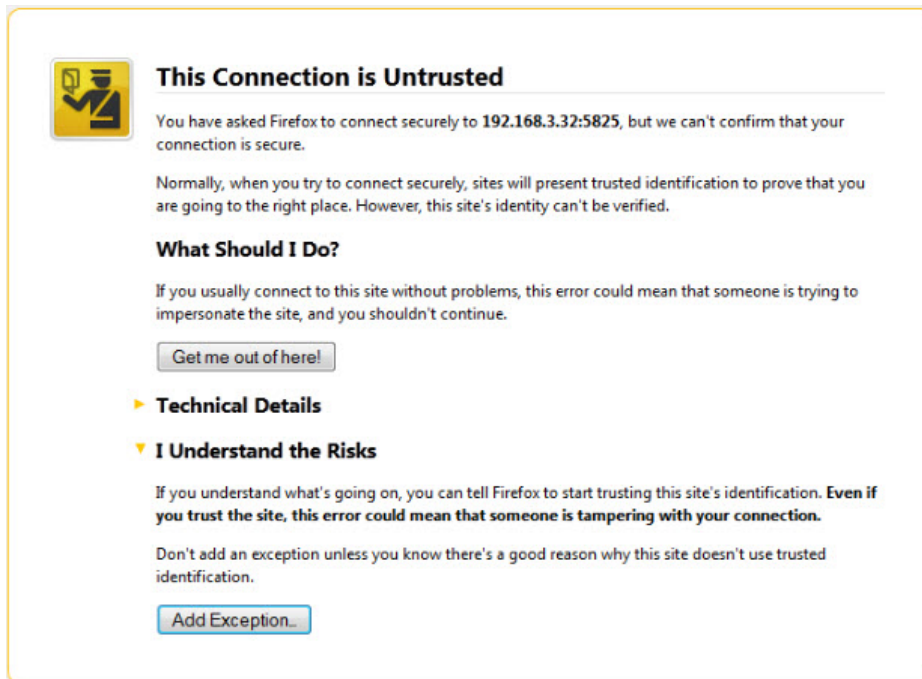 This Connection is Untrusted
You have asked Firefox to connect securely to 192.168.3.32:5825, but we can't confirm that your
connection is secure.
Normally, when you try to connect securely, sites will present trusted identification to prove that you
are going to the right place. However, this site's identity can't be verified.
What Should I Do?
If you usually connect to this site without problems, this error could mean that someone is trying to
impersonate the site, and you shouldn't continue.
Get me out of here!
Technical Details
I Understand the Risks
If you understand what's going on, you can tell Firefox to start trusting this site's identification. Even if
you trust the site, this error could mean that someone is tampering with your connection.
Don't add an exception unless you know there's a good reason why this site doesn't use trusted
identification.
Add Exception...